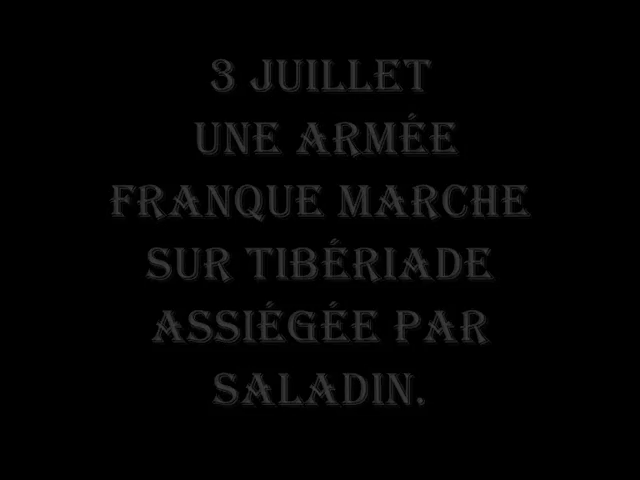 3 JUILLET
UNE ARMÉE
FRANQUE MARCHE
SUR TIBÉRIADE
ASSIÉGÉE PAR
SALADIN.